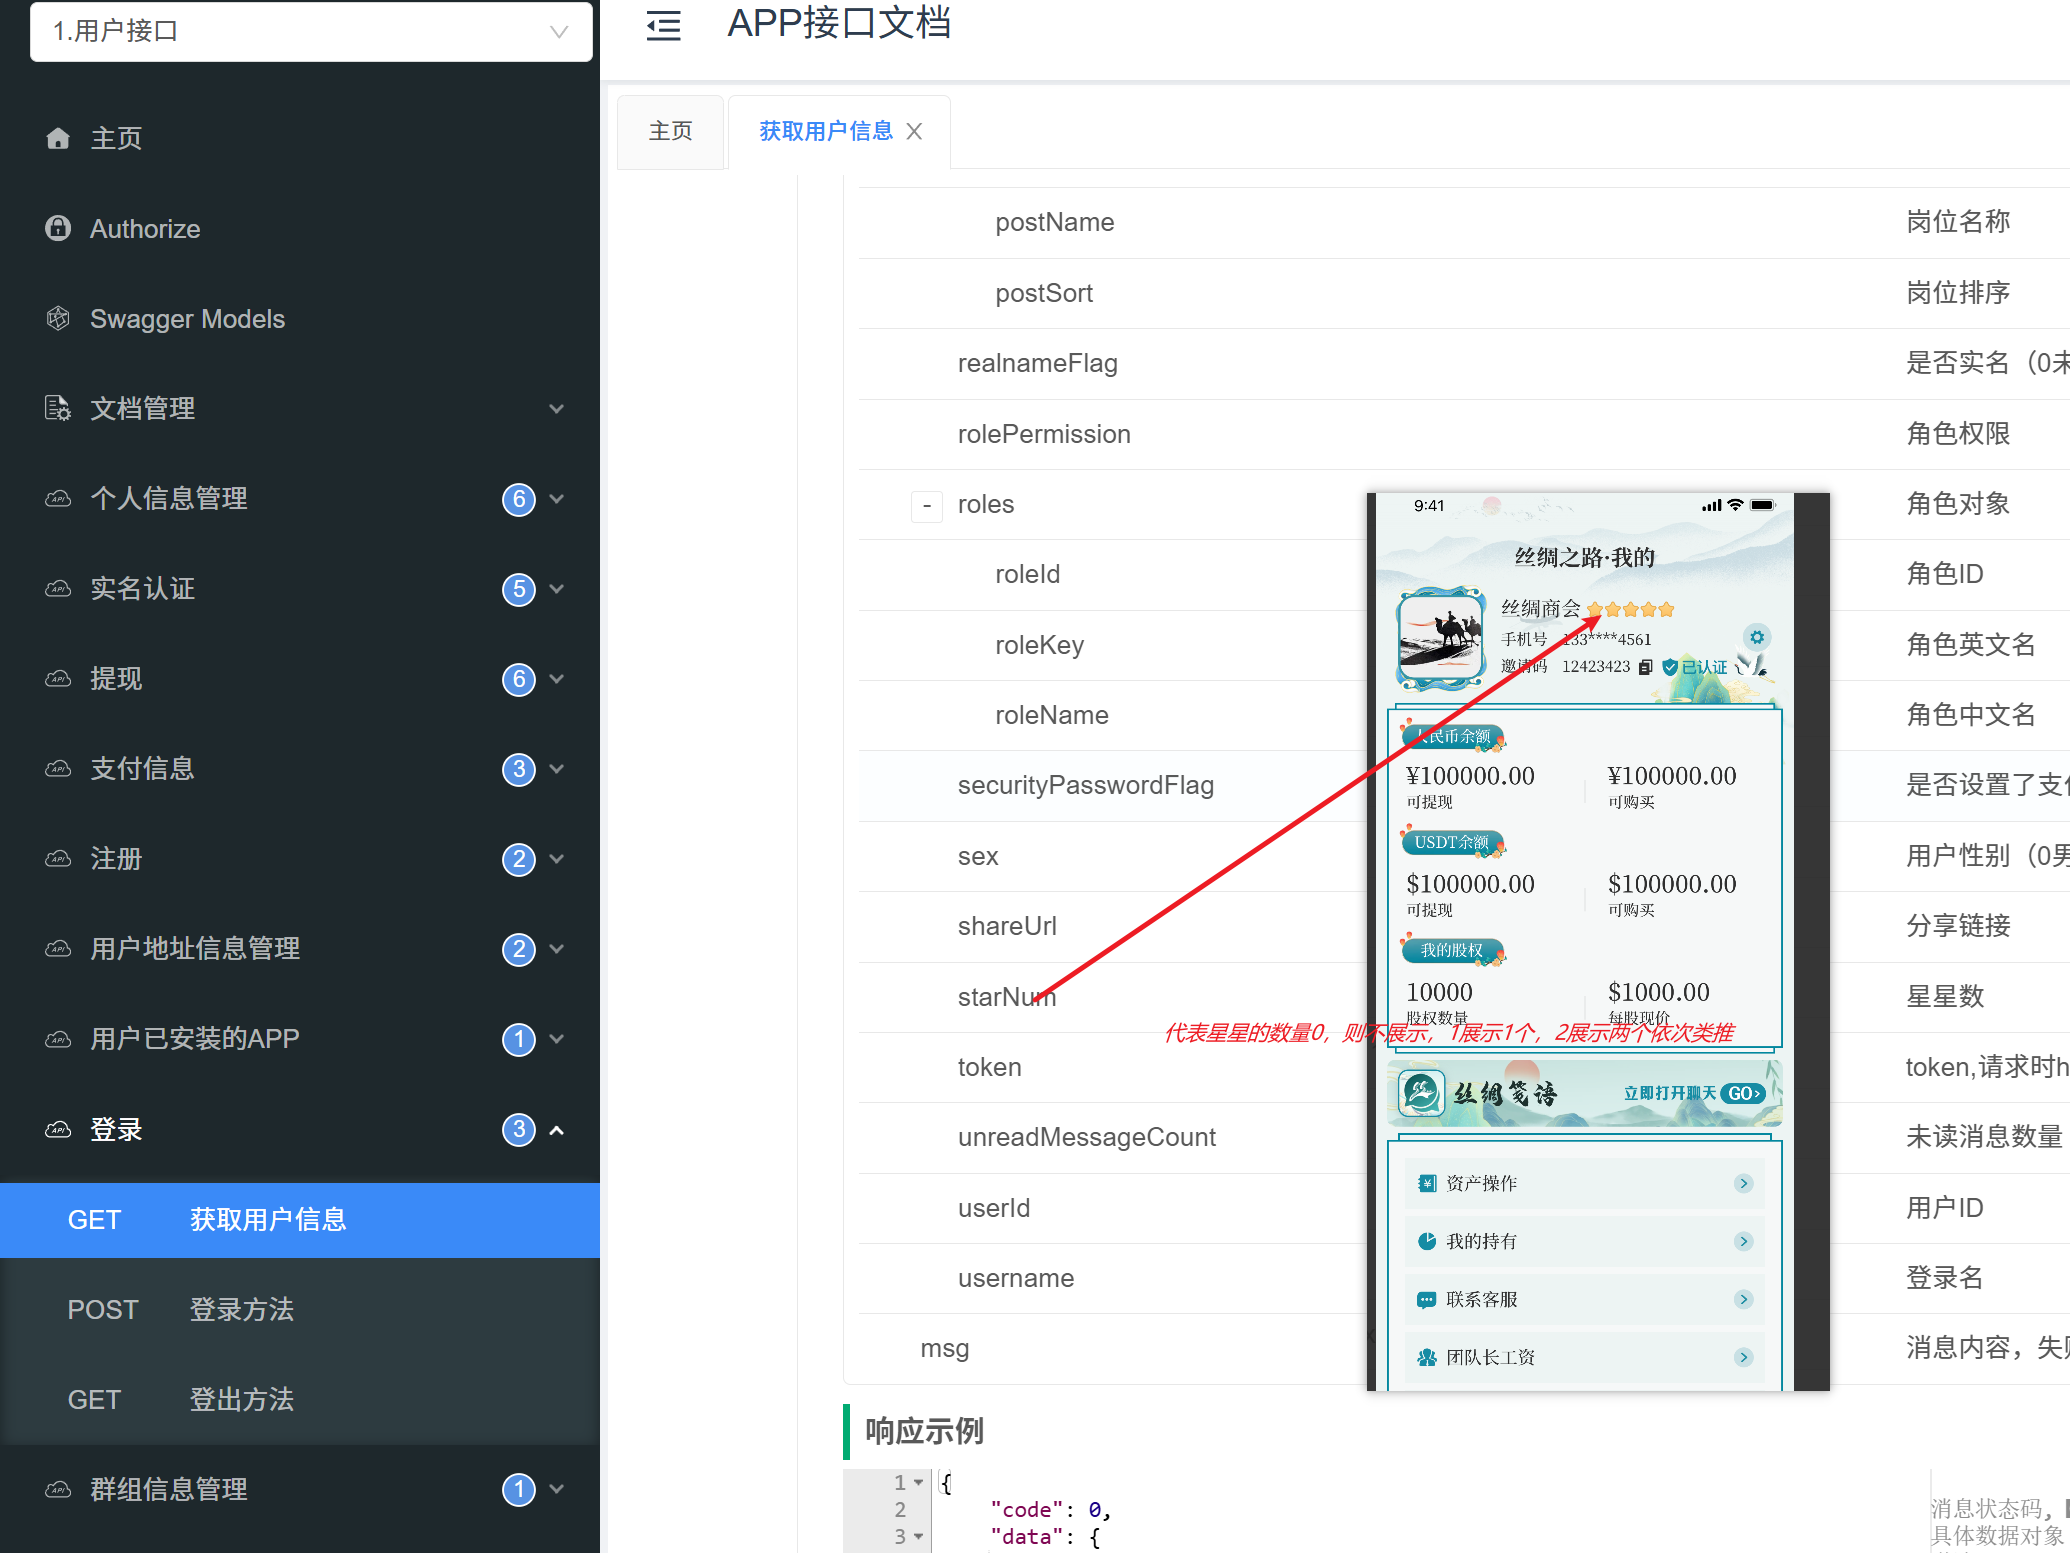 1.用户接口
主页
Authorize
Swagger Models
文档管理
个人信息管理 6
实名认证 5
提现 6
支付信息 3
注册 2
用户地址信息管理 2
用户已安装的APP 1
登录 3
GET 获取用户信息
POST 登录方法
GET 登出方法
群组信息管理 1
APP接口文档
主页
获取用户信息
postName 岗位名称
postSort 岗位排序
realnameFlag 是否实名（0未
rolePermission 角色权限
- roles 角色对象
roleId 角色ID
roleKey 角色英文名
roleName 角色中文名
securityPasswordFlag 是否设置了支付
sex 用户性别（0男
shareUrl 分享链接
starNum 星星数
token token,请求时h
unreadMessageCount 未读消息数量
userId 用户ID
username 登录名
msg 消息内容，失败
代表星星的数量0，则不展示，1展示1个，2展示两个依次类推
9:41
丝绸之路·我的
丝绸商会
手机号 133****4561
邀请码 12423423 已认证
人民币余额
¥100000.00 ¥100000.00
可提现 可购买
USDT余额
$100000.00 $100000.00
可提现 可购买
我的股权
10000 $1000.00
股权数量 每股现价
丝绸笺语 立即打开聊天 GO›
资产操作
我的持有
联系客服
团队长工资
响应示例
1 {
2 "code": 0,
3 "data": {
消息状态码，
具体数据对象